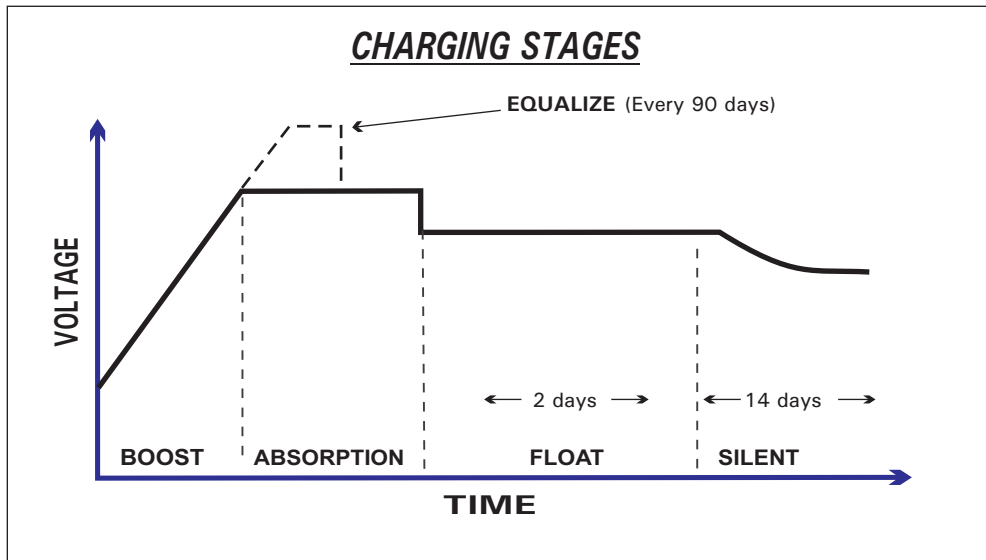 CHARGING STAGES
EQUALIZE (Every 90 days)
VOLTAGE
2 days
14 days
BOOST
ABSORPTION
FLOAT
SILENT
TIME